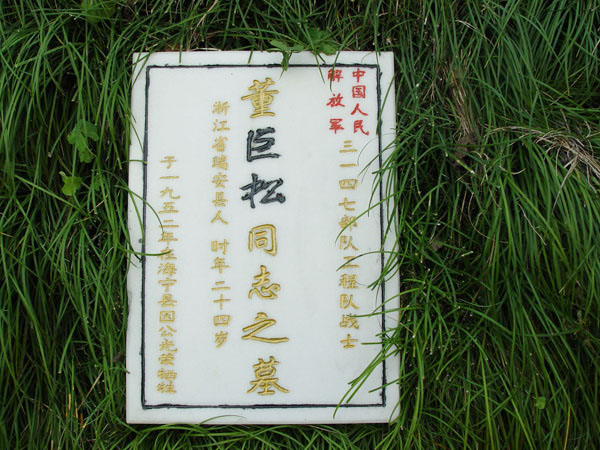 中国人民
解放军
三一四七部队工程队战士
董巨松同志之墓
浙江省瑞安县人 时年二十四岁
于一九五二年在海宁县因公光荣牺牲